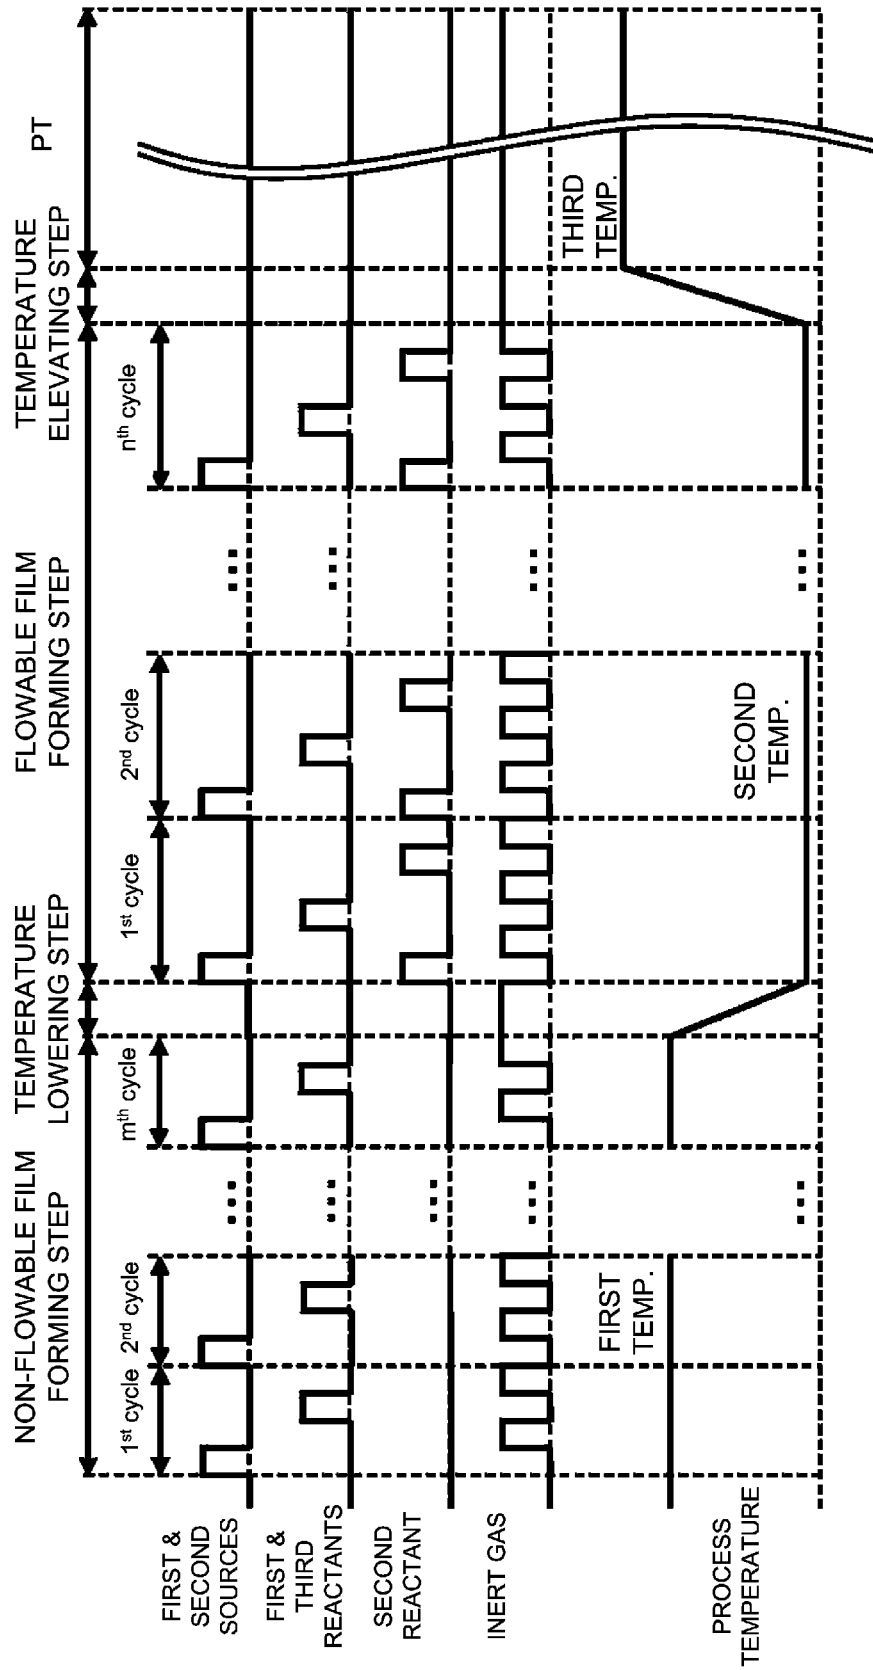 NON-FLOWABLE FILM
FORMING STEP
TEMPERATURE
LOWERING STEP
FLOWABLE FILM
FORMING STEP
TEMPERATURE
ELEVATING STEP
PT
1st cycle
2nd cycle
mth cycle
1st cycle
2nd cycle
nth cycle
FIRST &
SECOND
SOURCES
...
...
FIRST &
THIRD
REACTANTS
...
...
SECOND
REACTANT
...
INERT GAS
...
...
PROCESS
TEMPERATURE
FIRST
TEMP.
...
SECOND
TEMP.
...
THIRD
TEMP.